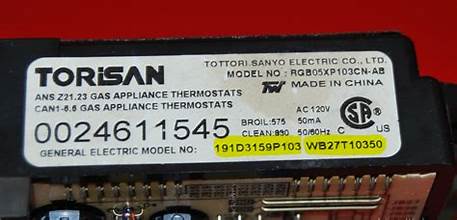 TORISAN
TOTTORI SANYO ELECTRIC CO., LTD.
MODEL NO : RGB05XP103CN-AB
MADE IN CHINA
ANS Z21.23 GAS APPLIANCE THERMOSTATS
CAN1-6.6 GAS APPLIANCE THERMOSTATS
0024611545
AC 120V
BROIL:575 50mA
CLEAN:830 50/60Hz
C US
GENERAL ELECTRIC MODEL NO: 191D3159P103 WB27T10350